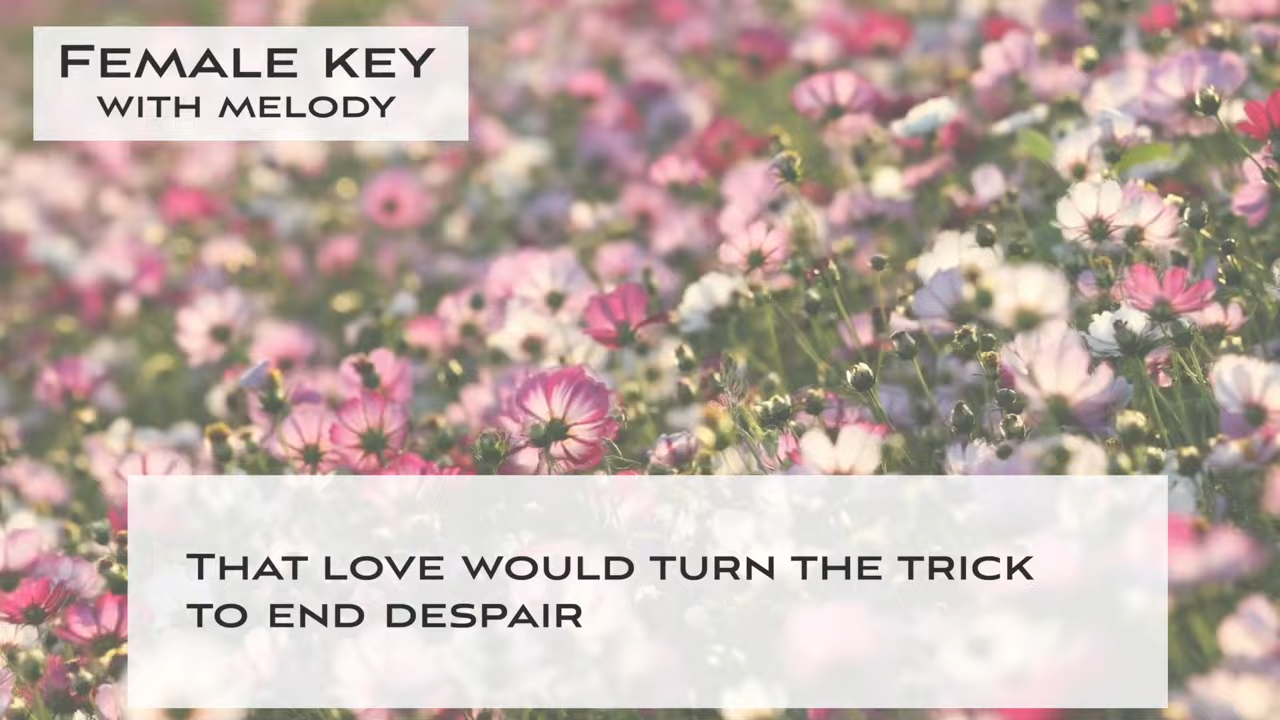 Female key
with melody
That love would turn the trick
to end despair